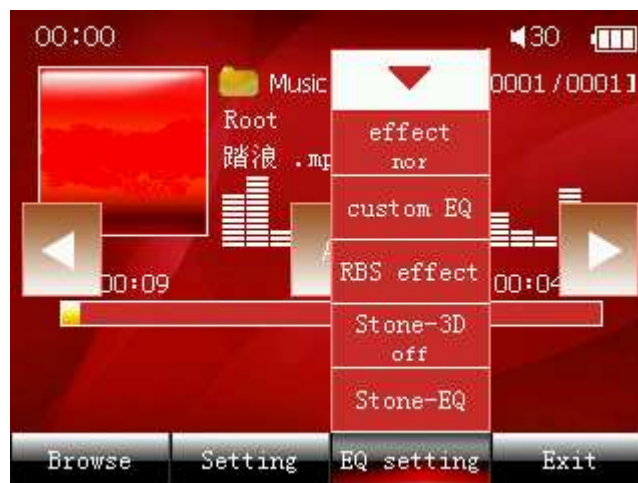 00:00
30
Music
0001/0001]
Root
踏浪 .mp
effect
nor
custom EQ
RBS effect
00:09
00:04
Stone-3D
off
Stone-EQ
Browse
Setting
EQ setting
Exit